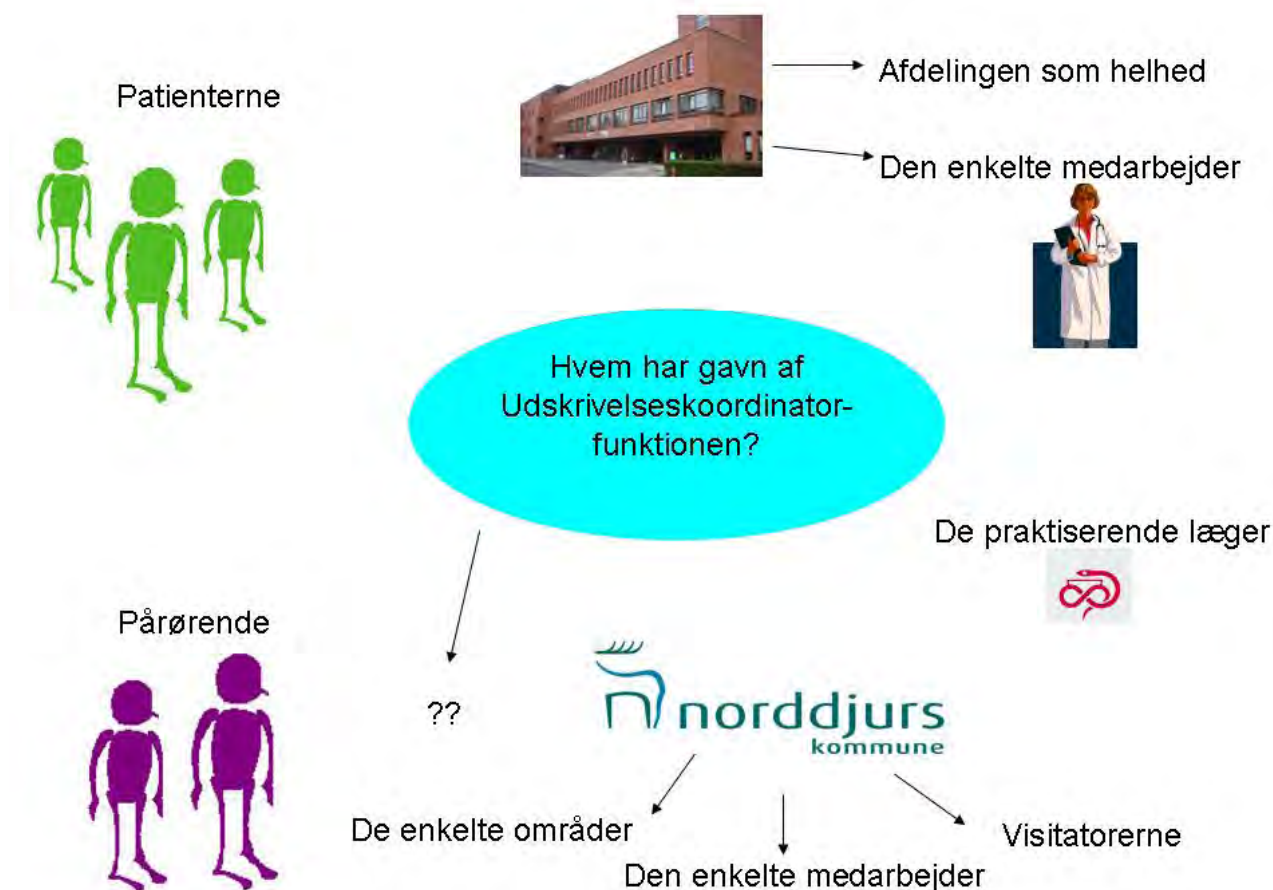 Patienterne
Afdelingen som helhed
Den enkelte medarbejder
Hvem har gavn af
Udskrivelseskoordinator-
funktionen?
De praktiserende læger
Pårørende
??
norddjurs
kommune
De enkelte områder
Den enkelte medarbejder
Visitatorerne